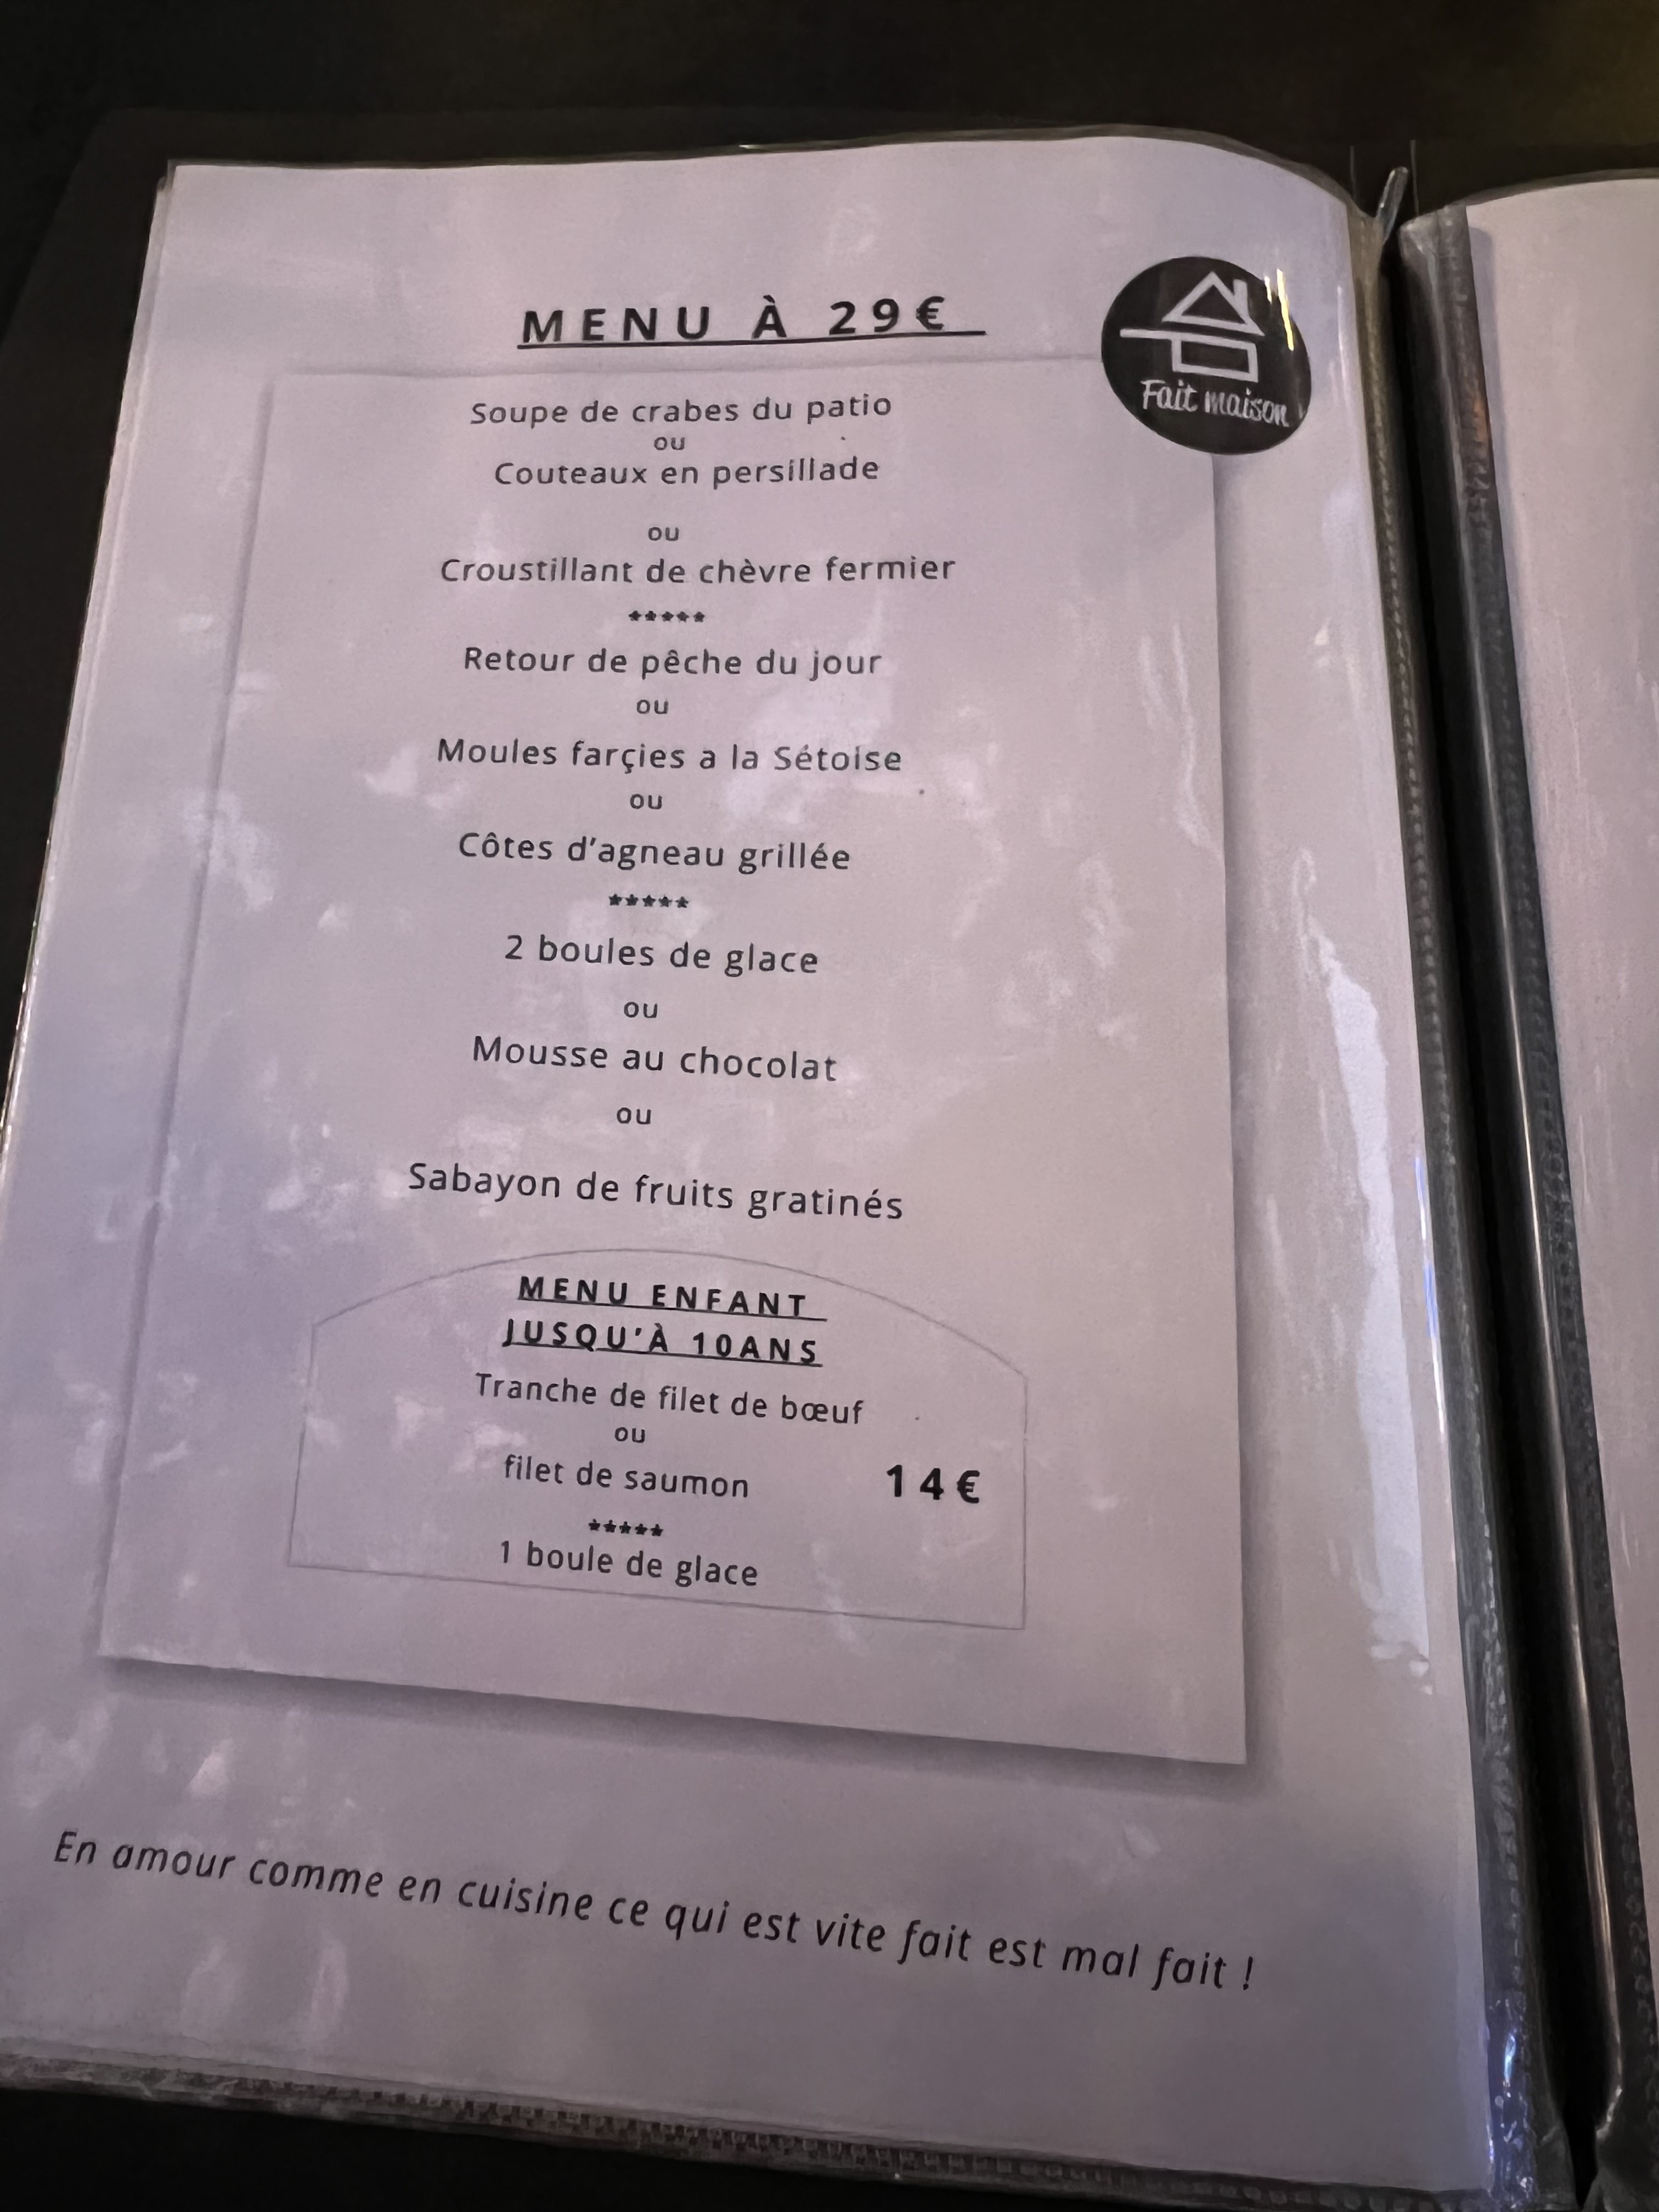 MENU À 29€
Fait maison
Soupe de crabes du patio
ou
Couteaux en persillade
ou
Croustillant de chèvre fermier
*****
Retour de pêche du jour
ou
Moules farçies a la Sétoise
ou
Côtes d'agneau grillée
*****
2 boules de glace
ou
Mousse au chocolat
ou
Sabayon de fruits gratinés
MENU ENFANT
JUSQU'À 10ANS
Tranche de filet de bœuf
ou
filet de saumon
14€
*****
1 boule de glace
En amour comme en cuisine ce qui est vite fait est mal fait !